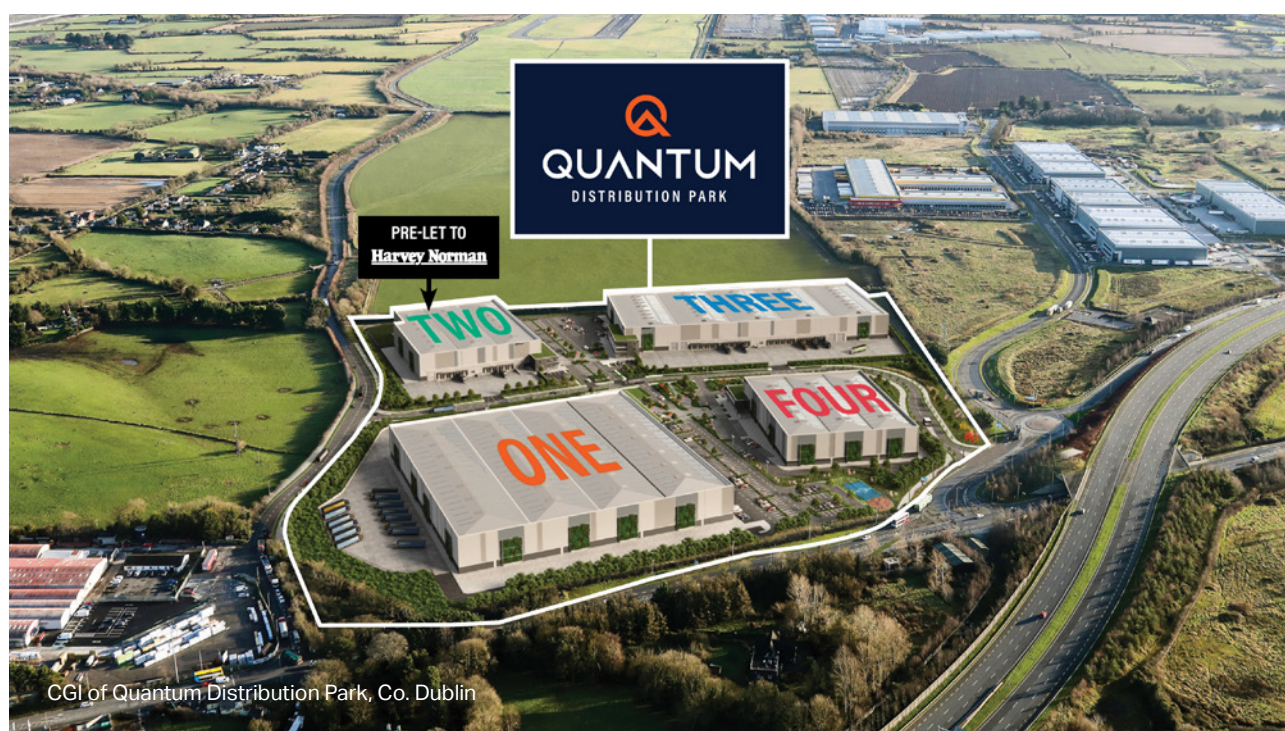 QUANTUM
DISTRIBUTION PARK
PRE-LET TO
Harvey Norman
TWO
THREE
FOUR
ONE
CGI of Quantum Distribution Park, Co. Dublin